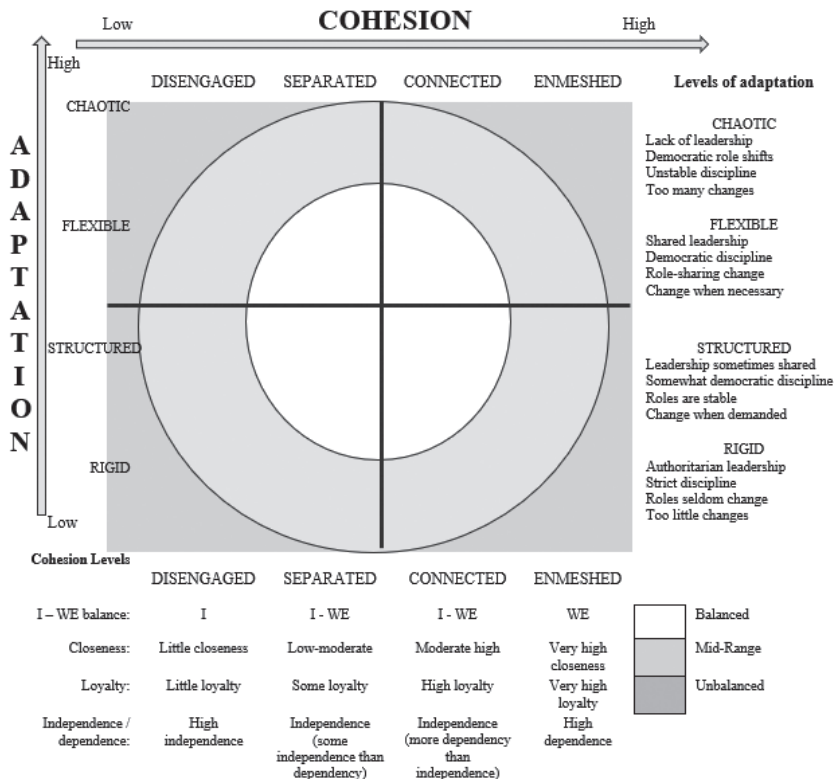 COHESION
Low
High
ADAPTATION
High
DISENGAGED SEPARATED CONNECTED ENMESHED
Levels of adaptation
CHAOTIC
FLEXIBLE
STRUCTURED
RIGID
Low
CHAOTIC
Lack of leadership
Democratic role shifts
Unstable discipline
Too many changes
FLEXIBLE
Shared leadership
Democratic discipline
Role-sharing change
Change when necessary
STRUCTURED
Leadership sometimes shared
Somewhat democratic discipline
Roles are stable
Change when demanded
RIGID
Authoritarian leadership
Strict discipline
Roles seldom change
Too little changes
Cohesion Levels
DISENGAGED SEPARATED CONNECTED ENMESHED
I – WE balance: I I - WE I - WE WE
Closeness: Little closeness Low-moderate Moderate high Very high
closeness
Loyalty: Little loyalty Some loyalty High loyalty Very high
loyalty
Independence / High Independence Independence High
dependence: independence (some (more dependency dependence
independence than than
dependency) independence)
Balanced
Mid-Range
Unbalanced